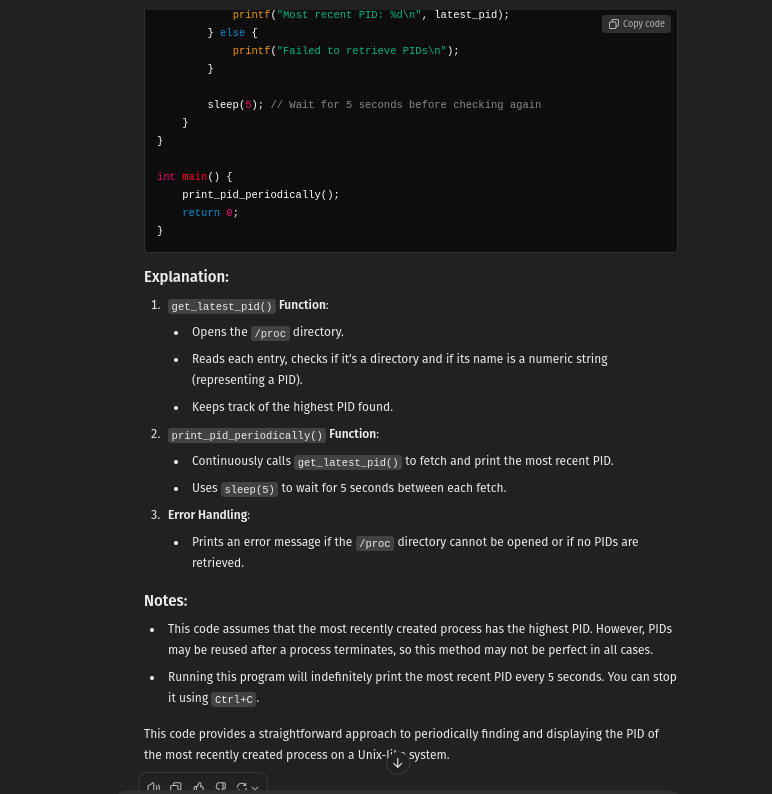 printf("Most recent PID: %d\n", latest_pid);
Copy code
} else {
printf("Failed to retrieve PIDs\n");
}
sleep(5); // Wait for 5 seconds before checking again
}
}
int main() {
print_pid_periodically();
return 0;
}
Explanation:
1. get_latest_pid() Function:
• Opens the /proc directory.
• Reads each entry, checks if it's a directory and if its name is a numeric string
(representing a PID).
• Keeps track of the highest PID found.
2. print_pid_periodically() Function:
• Continuously calls get_latest_pid() to fetch and print the most recent PID.
• Uses sleep(5) to wait for 5 seconds between each fetch.
3. Error Handling:
• Prints an error message if the /proc directory cannot be opened or if no PIDs are
retrieved.
Notes:
• This code assumes that the most recently created process has the highest PID. However, PIDs
may be reused after a process terminates, so this method may not be perfect in all cases.
• Running this program will indefinitely print the most recent PID every 5 seconds. You can stop
it using Ctrl+C.
This code provides a straightforward approach to periodically finding and displaying the PID of
the most recently created process on a Unix-like system.